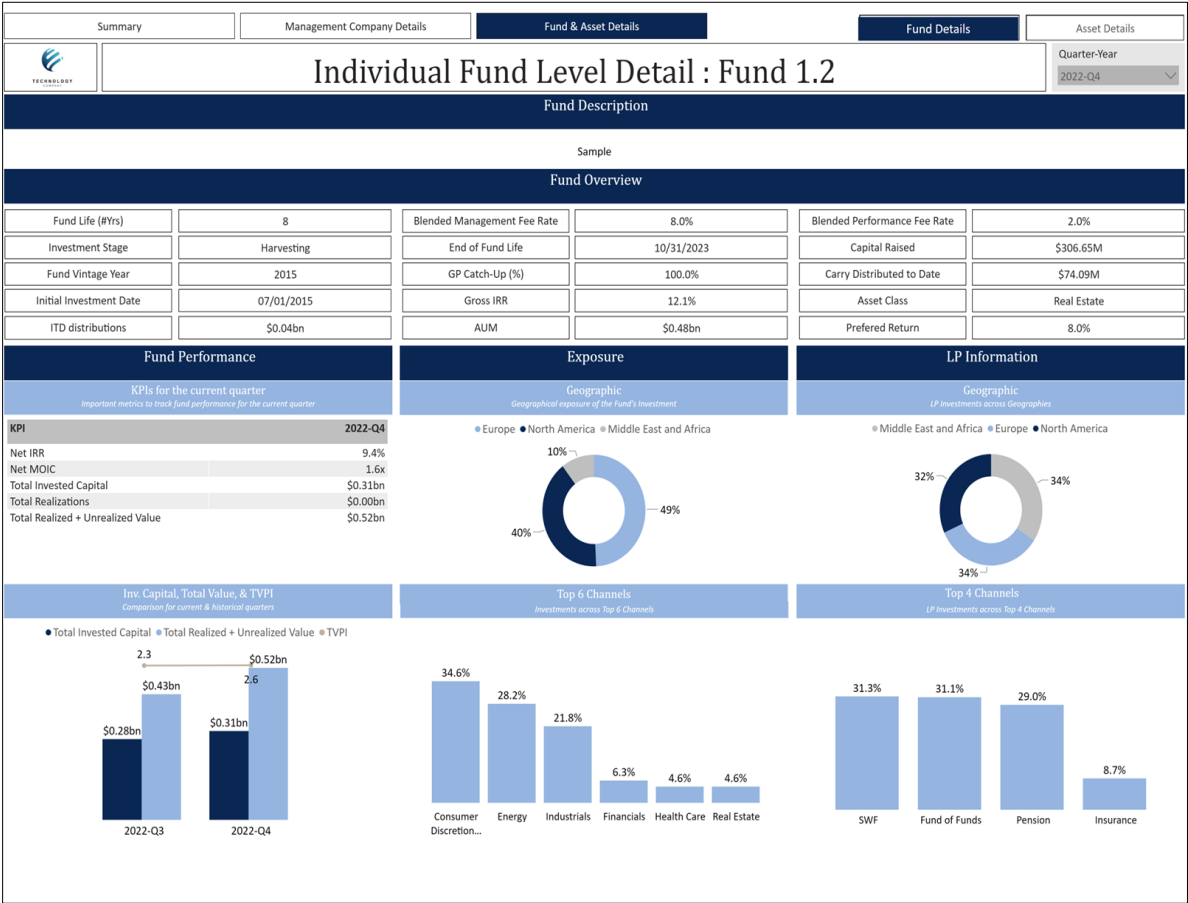 Summary
Management Company Details
Fund & Asset Details
Fund Details
Asset Details
TECHNOLOGY
COMPANY
Individual Fund Level Detail : Fund 1.2
Quarter-Year
2022-Q4
Fund Description
Sample
Fund Overview
Fund Life (#Yrs) 8 Blended Management Fee Rate 8.0% Blended Performance Fee Rate 2.0%
Investment Stage Harvesting End of Fund Life 10/31/2023 Capital Raised $306.65M
Fund Vintage Year 2015 GP Catch-Up (%) 100.0% Carry Distributed to Date $74.09M
Initial Investment Date 07/01/2015 Gross IRR 12.1% Asset Class Real Estate
ITD distributions $0.04bn AUM $0.48bn Prefered Return 8.0%
Fund Performance
KPIs for the current quarter
Important metrics to track fund performance for the current quarter
KPI 2022-Q4
Net IRR 9.4%
Net MOIC 1.6x
Total Invested Capital $0.31bn
Total Realizations $0.00bn
Total Realized + Unrealized Value $0.52bn
Inv. Capital, Total Value, & TVPI
Comparison for current & historical quarters
Total Invested Capital Total Realized + Unrealized Value TVPI
2.3
$0.52bn
2.6
$0.43bn
$0.28bn
$0.31bn
2022-Q3 2022-Q4
Exposure
Geographic
Geographical exposure of the Fund's Investment
Europe North America Middle East and Africa
10%
49%
40%
Top 6 Channels
Investments across Top 6 Channels
34.6%
28.2%
21.8%
6.3%
4.6%
4.6%
Consumer Energy Industrials Financials Health Care Real Estate
Discretion...
LP Information
Geographic
LP Investments across Geographies
Middle East and Africa Europe North America
32%
34%
34%
Top 4 Channels
LP Investments across Top 4 Channels
31.3%
31.1%
29.0%
8.7%
SWF Fund of Funds Pension Insurance